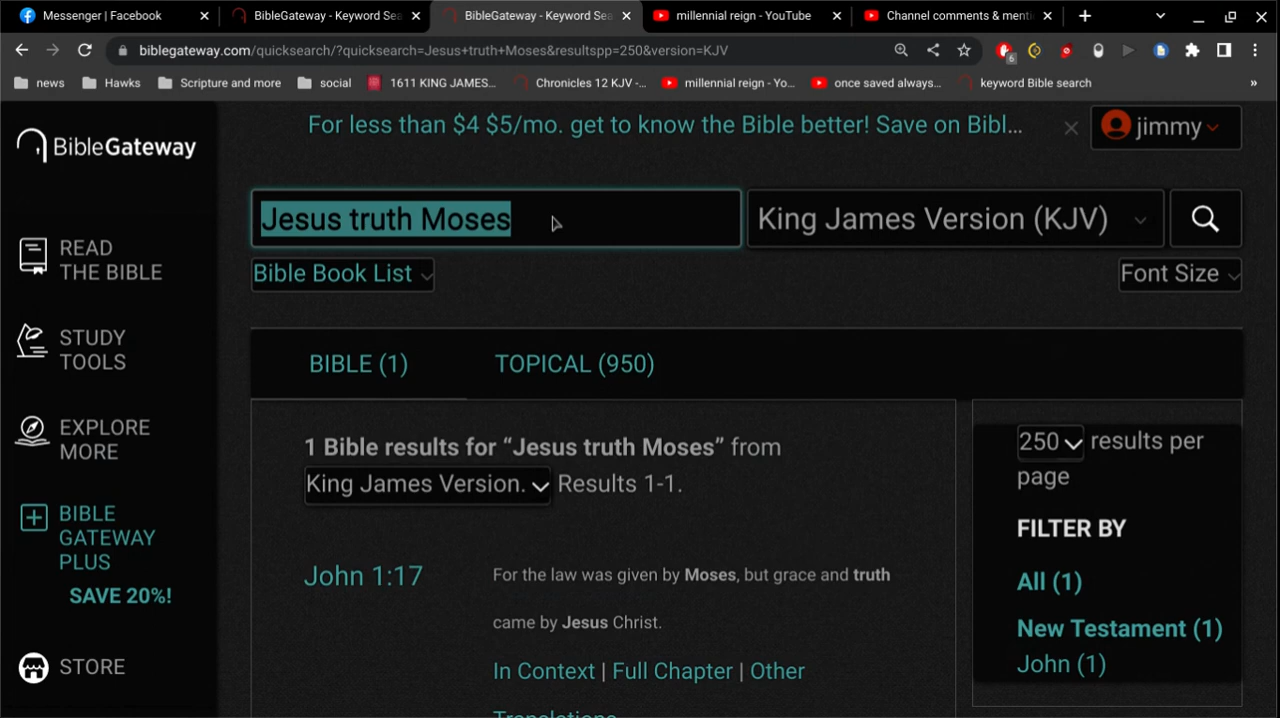 Messenger | Facebook
BibleGateway - Keyword Sea
BibleGateway - Keyword Sea
millennial reign - YouTube
Channel comments & menti
biblegateway.com/quicksearch/?quicksearch=Jesus+truth+Moses&resultspp=250&version=KJV
6
news
Hawks
Scripture and more
social
1611 KING JAMES...
Chronicles 12 KJV -...
millennial reign - Yo...
once saved always...
keyword Bible search
»
BibleGateway
For less than $4 $5/mo. get to know the Bible better! Save on Bibl...
jimmy
Jesus truth Moses
King James Version (KJV)
Bible Book List
Font Size
READ
THE BIBLE
STUDY
TOOLS
EXPLORE
MORE
BIBLE
GATEWAY
PLUS
SAVE 20%!
STORE
BIBLE (1)
TOPICAL (950)
1 Bible results for “Jesus truth Moses” from
King James Version. Results 1-1.
John 1:17
For the law was given by Moses, but grace and truth
came by Jesus Christ.
In Context | Full Chapter | Other
Translations
250 results per
page
FILTER BY
All (1)
New Testament (1)
John (1)